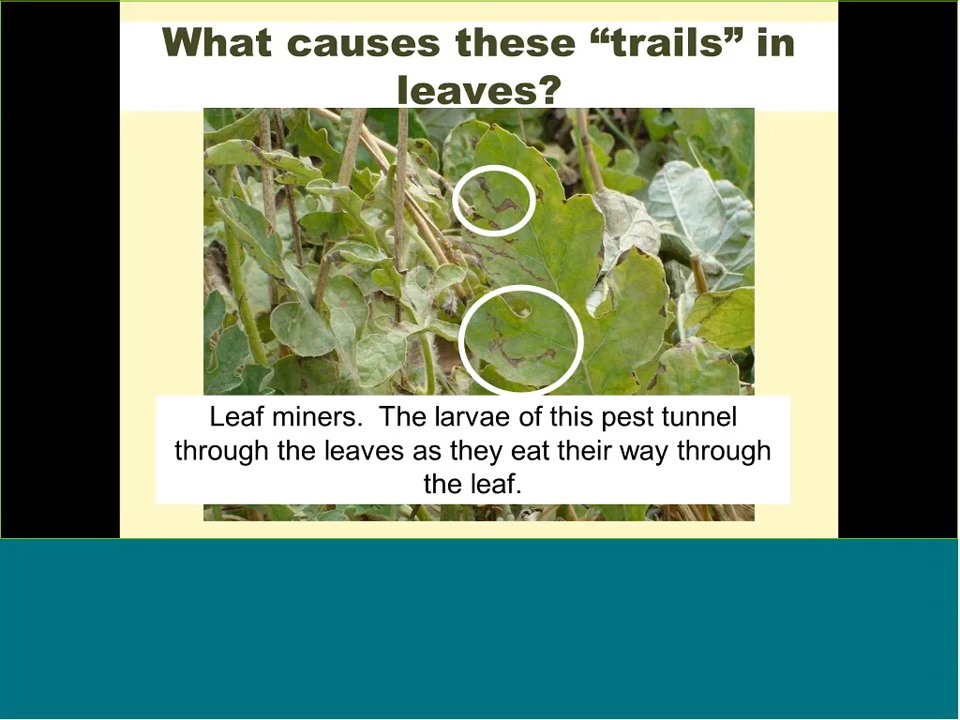 What causes these “trails” in
leaves?
Leaf miners.  The larvae of this pest tunnel
through the leaves as they eat their way through
the leaf.